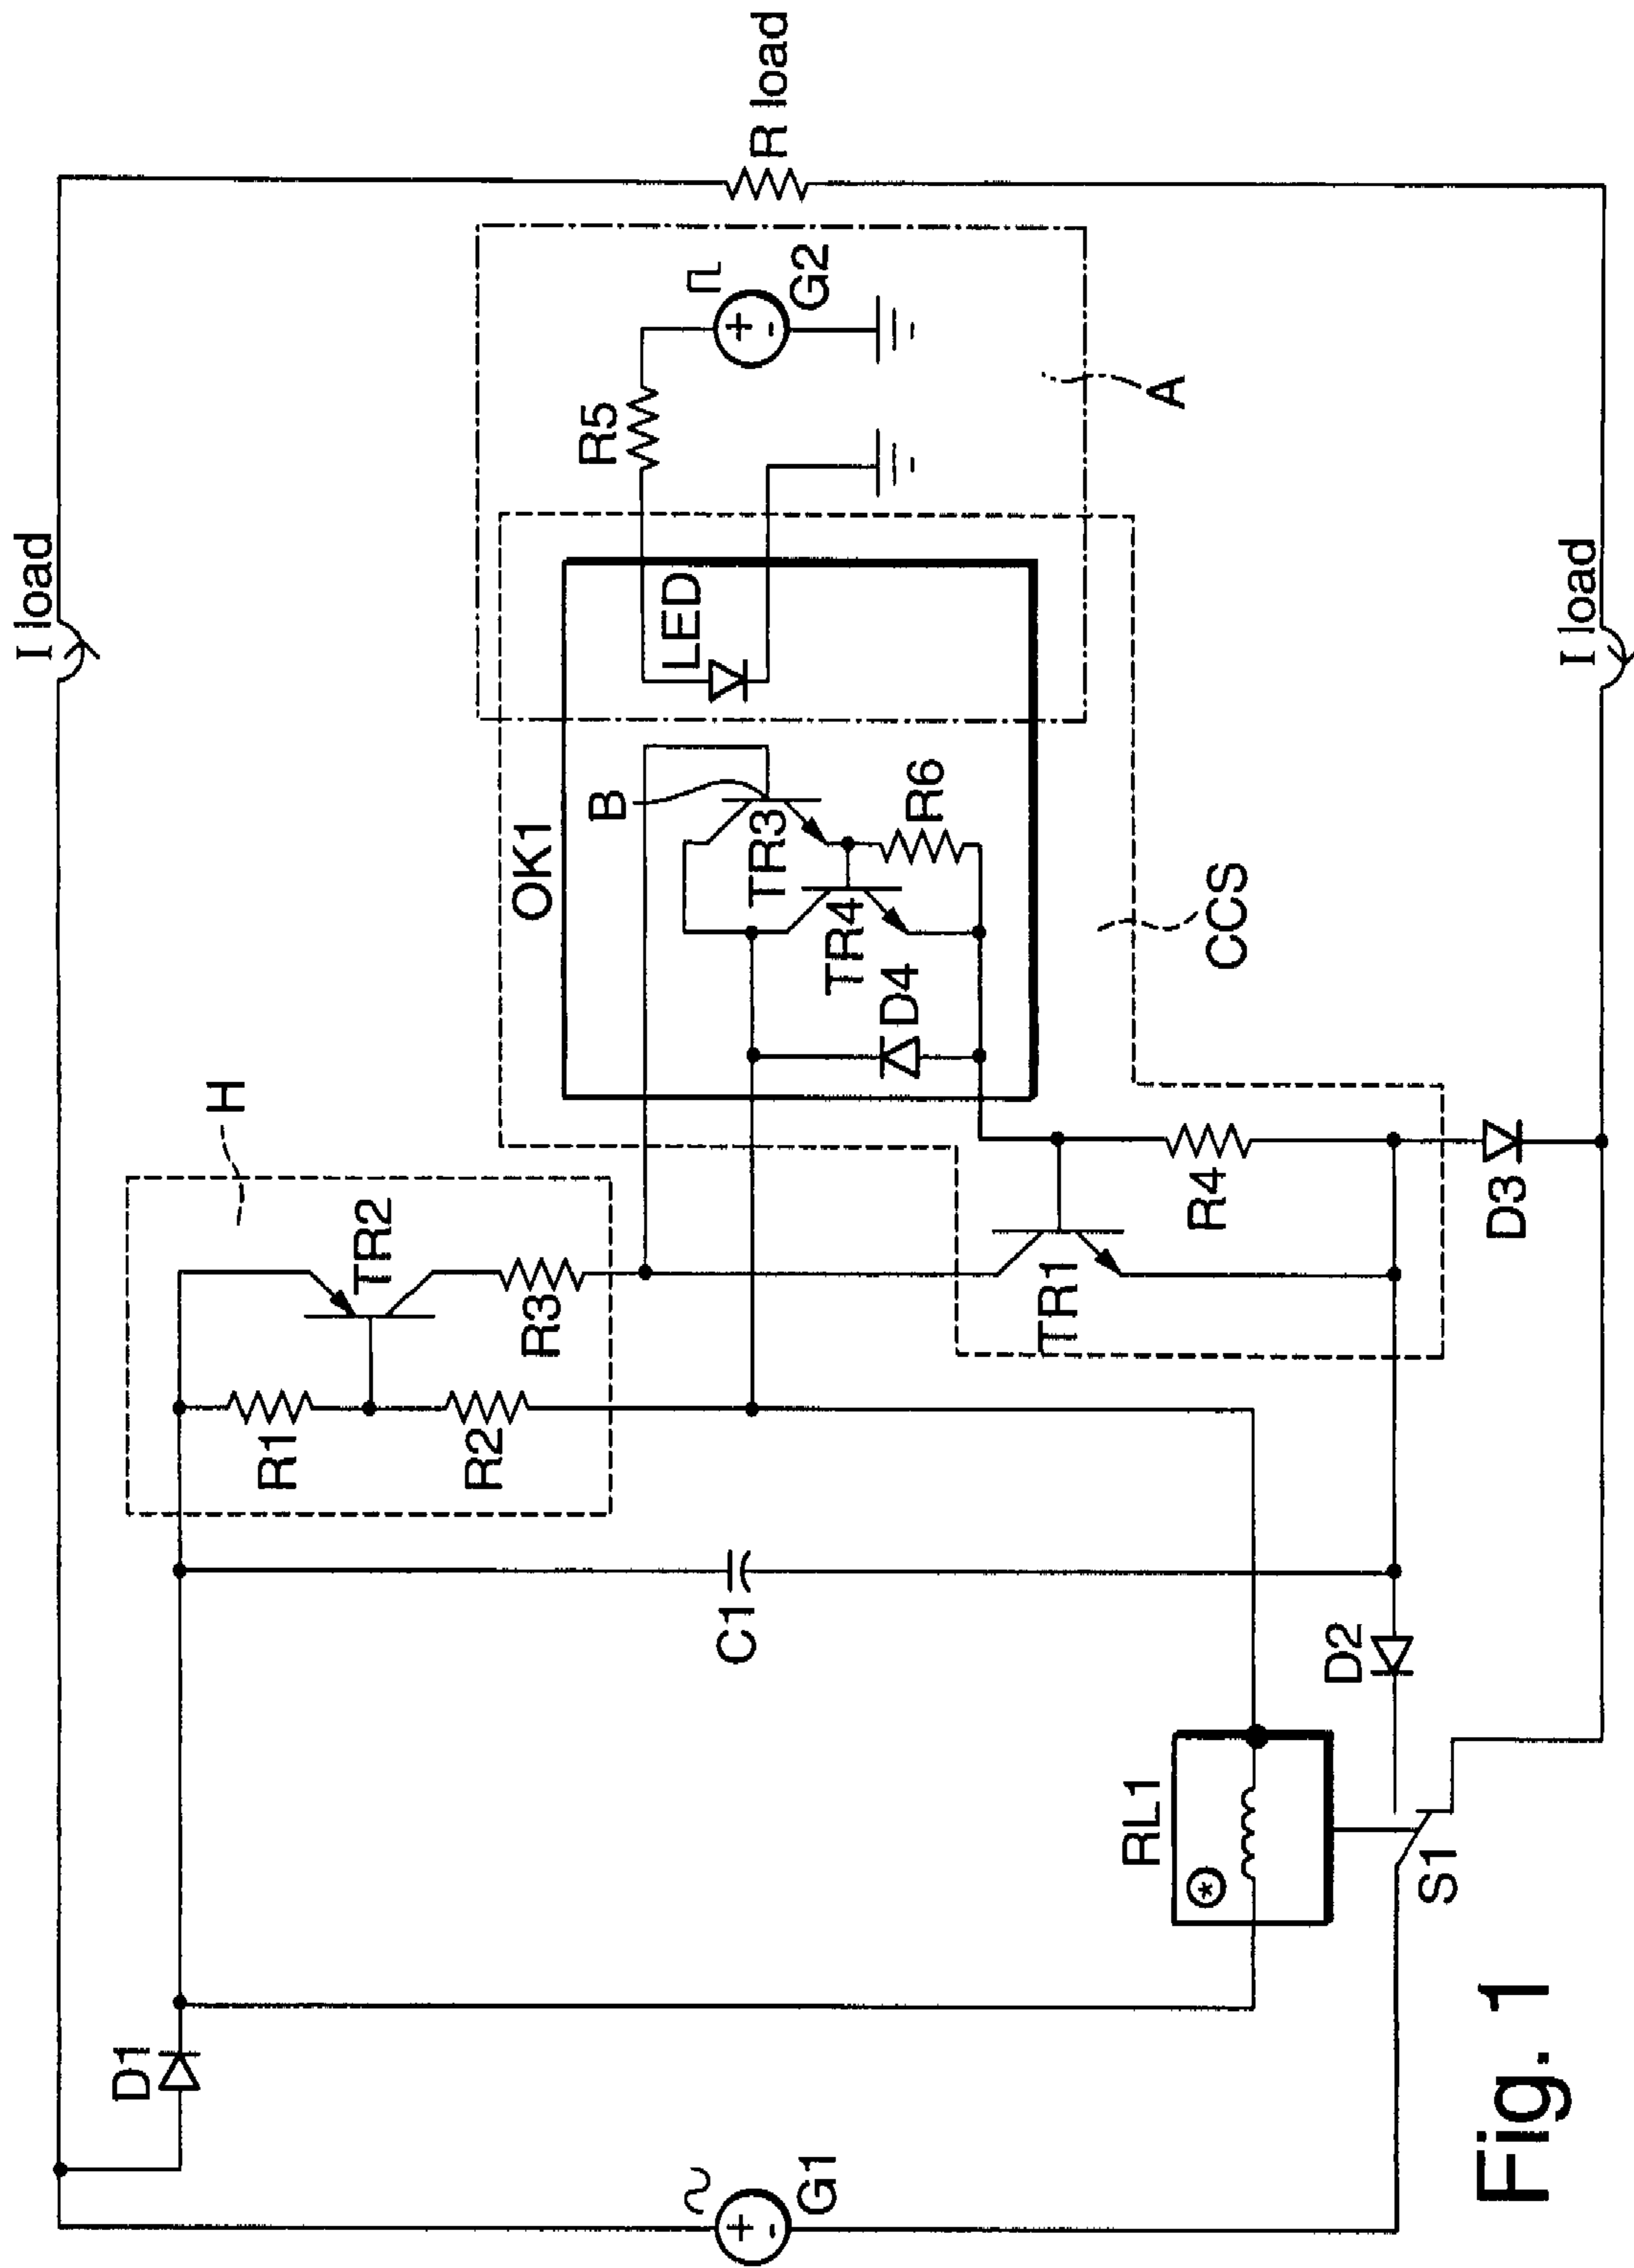 I load
R load
H
OK1
B
LED
R5
G2
+
-
TR3
R6
TR4
D4
A
TR2
R3
R1
R2
C1
TR1
R4
CCS
D3
D1
RL1
*
D2
S1
G1
+
-
I load
Fig. 1